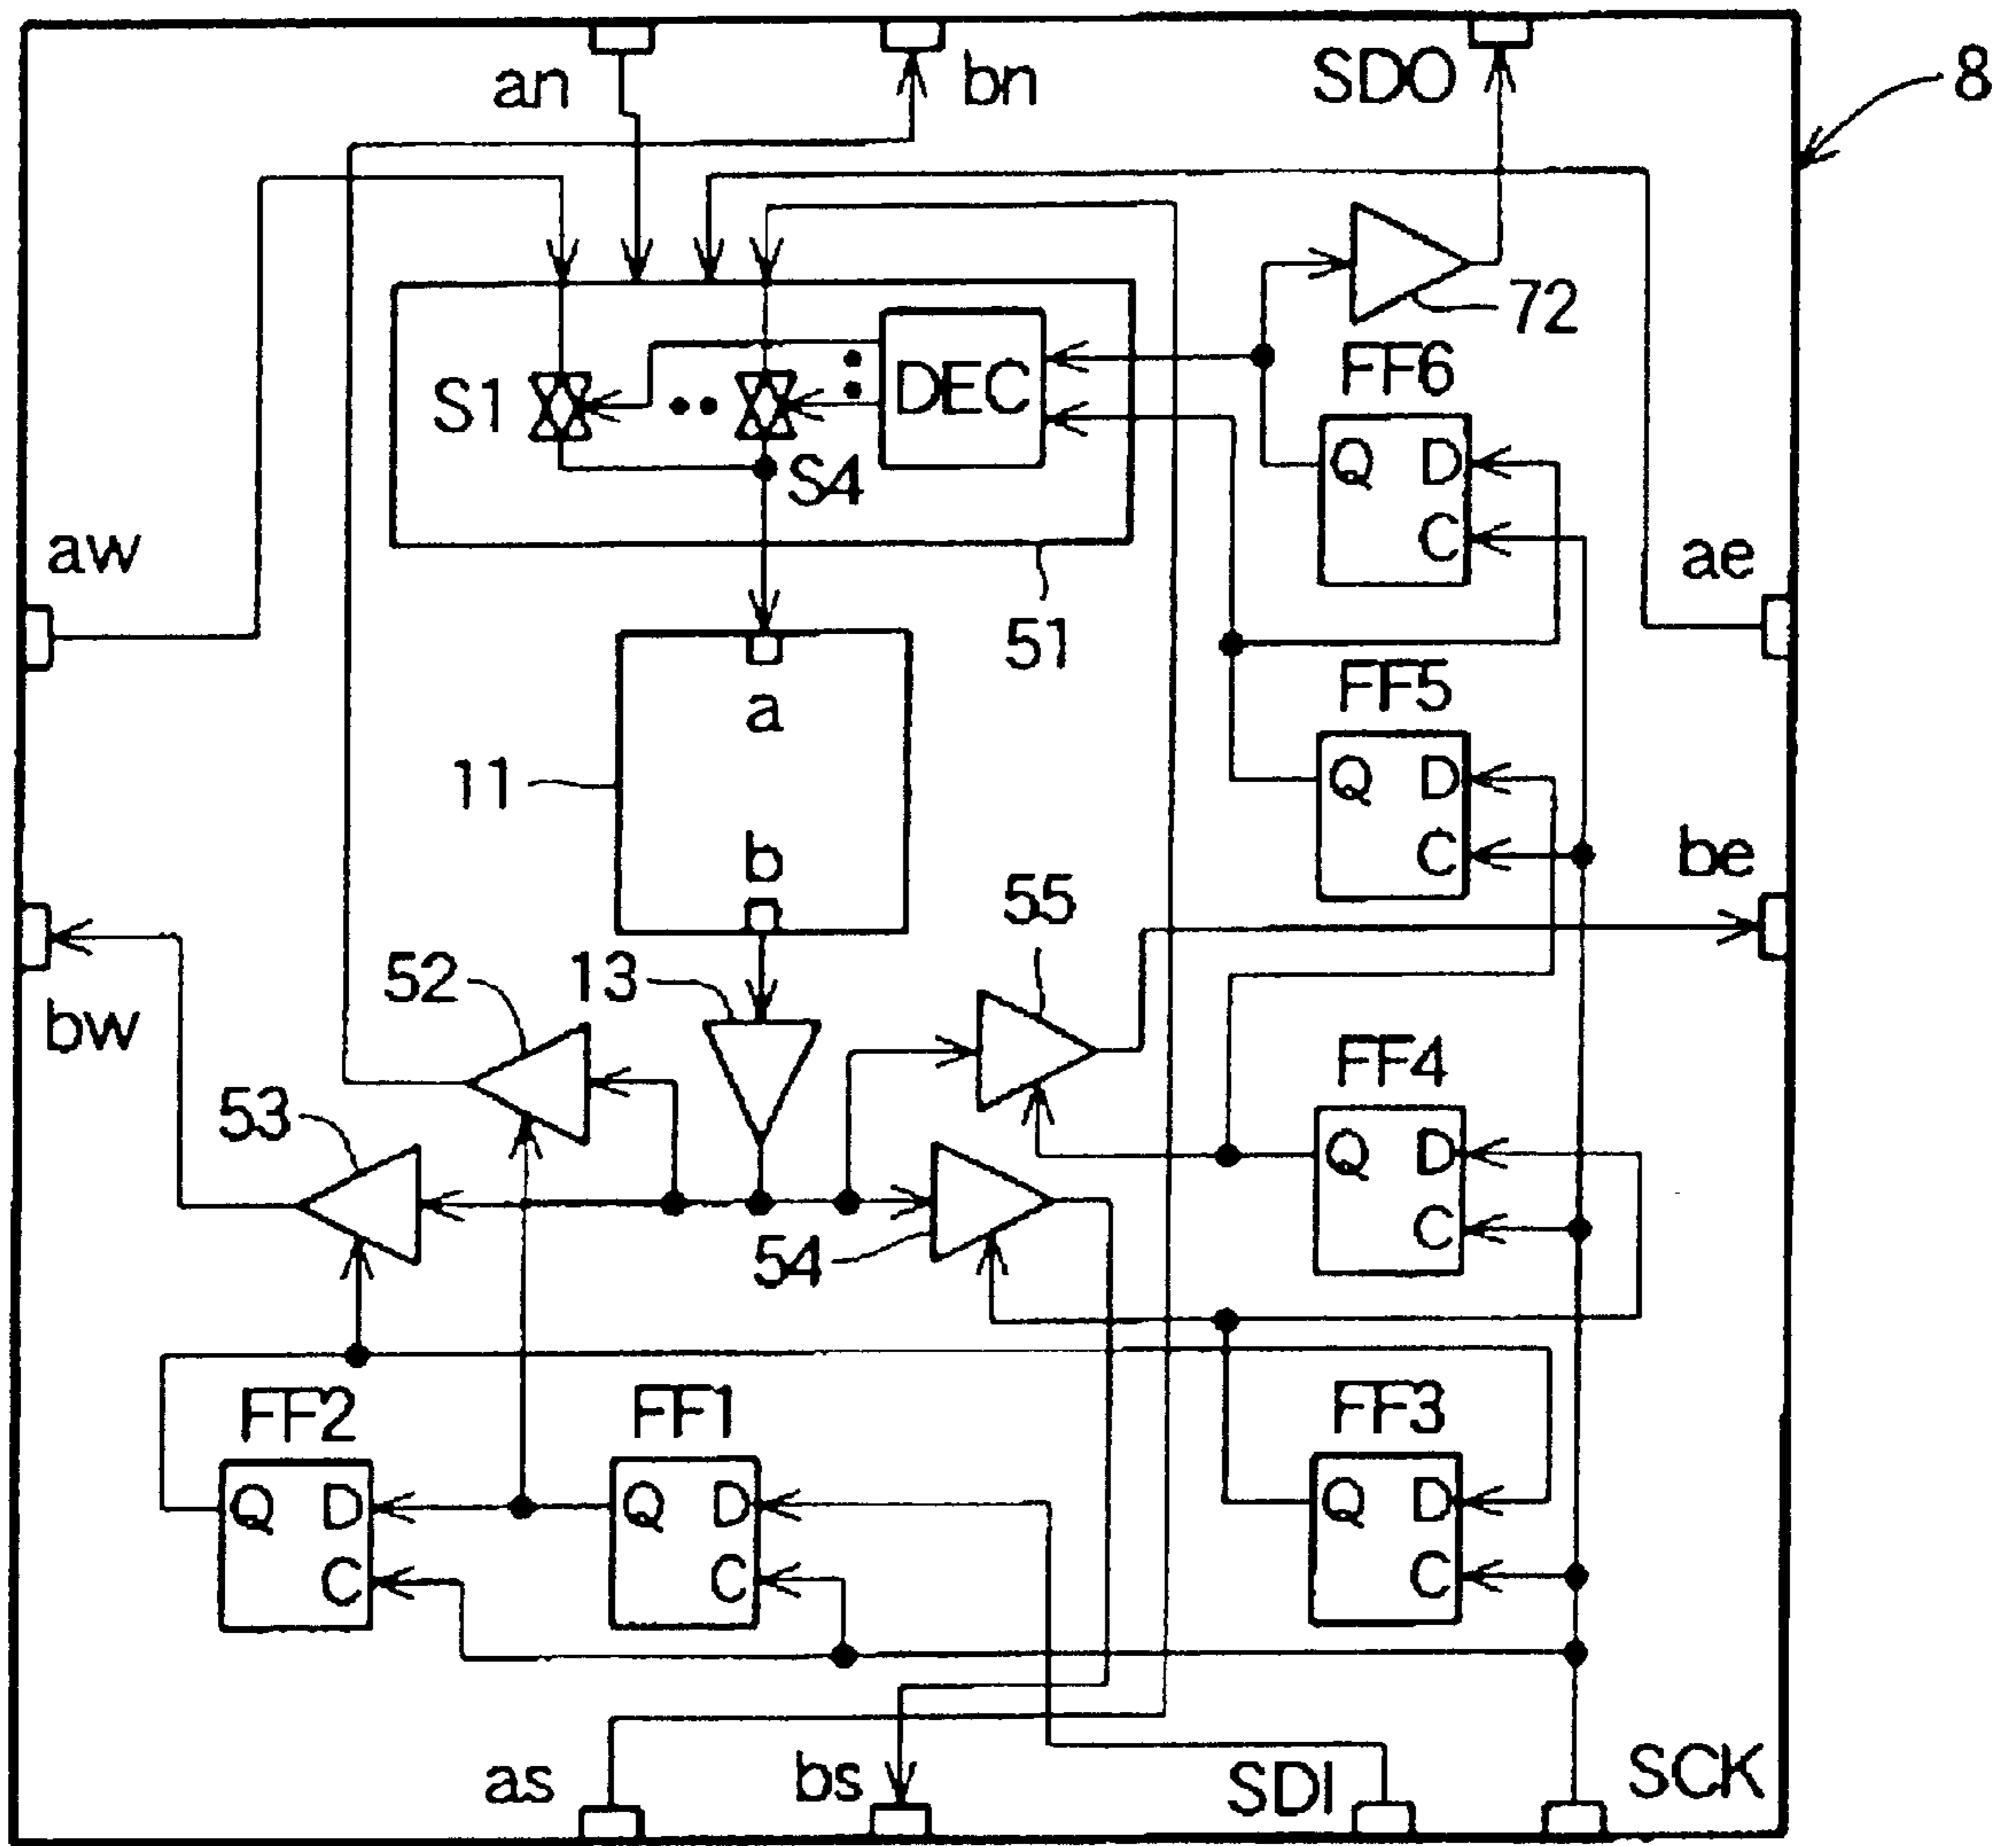 an
bn
SDO
8
72
S1
DEC
S4
FF6
Q D
C
aw
ae
51
a
11
b
FF5
Q D
C
be
55
52
13
bw
53
FF4
Q D
C
54
FF2
Q D
C
FF1
Q D
C
FF3
Q D
C
as
bs
SDI
SCK